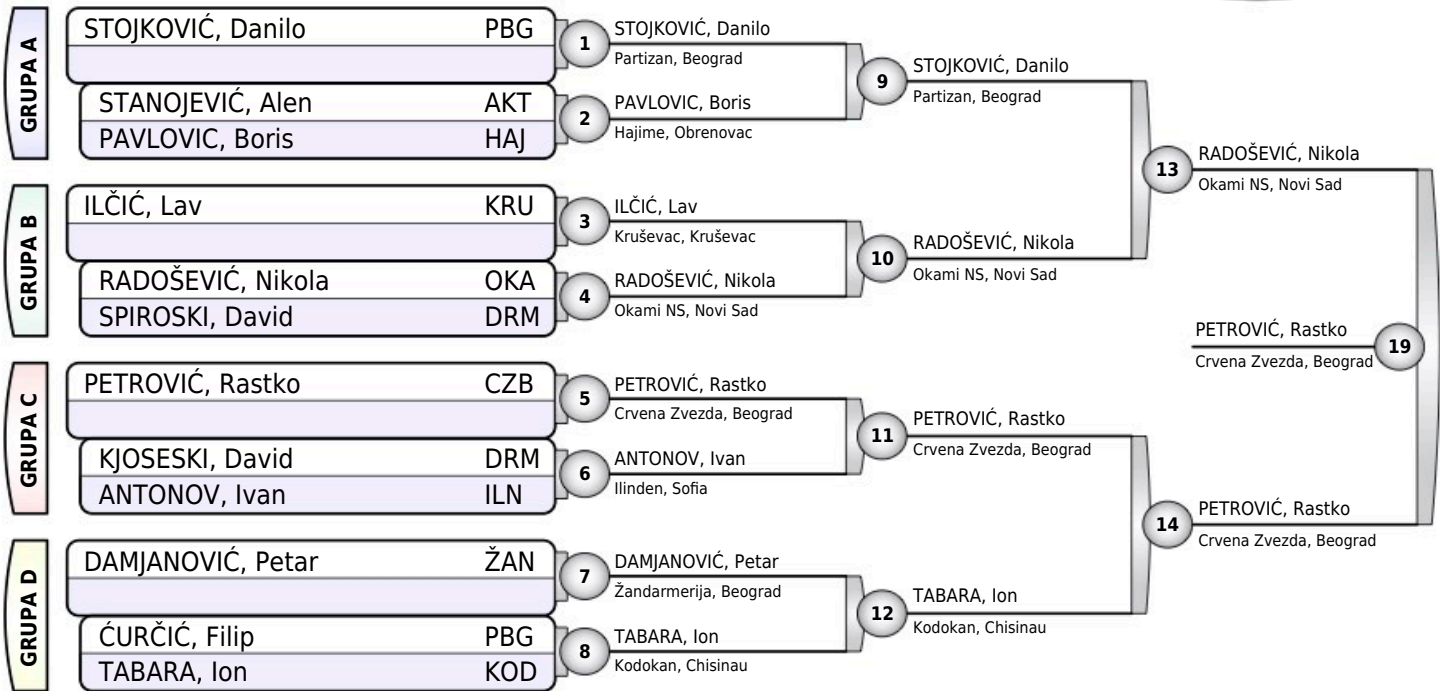 GRUPA A
STOJKOVIĆ, Danilo PBG
STANOJEVIĆ, Alen AKT
PAVLOVIC, Boris HAJ
GRUPA B
ILČIĆ, Lav KRU
RADOŠEVIĆ, Nikola OKA
SPIROSKI, David DRM
GRUPA C
PETROVIĆ, Rastko CZB
KJOSESKI, David DRM
ANTONOV, Ivan ILN
GRUPA D
DAMJANOVIĆ, Petar ŽAN
ĆURČIĆ, Filip PBG
TABARA, Ion KOD
1 STOJKOVIĆ, Danilo
Partizan, Beograd
2 PAVLOVIC, Boris
Hajime, Obrenovac
3 ILČIĆ, Lav
Kruševac, Kruševac
4 RADOŠEVIĆ, Nikola
Okami NS, Novi Sad
5 PETROVIĆ, Rastko
Crvena Zvezda, Beograd
6 ANTONOV, Ivan
Ilinden, Sofia
7 DAMJANOVIĆ, Petar
Žandarmerija, Beograd
8 TABARA, Ion
Kodokan, Chisinau
9 STOJKOVIĆ, Danilo
Partizan, Beograd
10 RADOŠEVIĆ, Nikola
Okami NS, Novi Sad
11 PETROVIĆ, Rastko
Crvena Zvezda, Beograd
12 TABARA, Ion
Kodokan, Chisinau
13 RADOŠEVIĆ, Nikola
Okami NS, Novi Sad
14 PETROVIĆ, Rastko
Crvena Zvezda, Beograd
PETROVIĆ, Rastko 19
Crvena Zvezda, Beograd